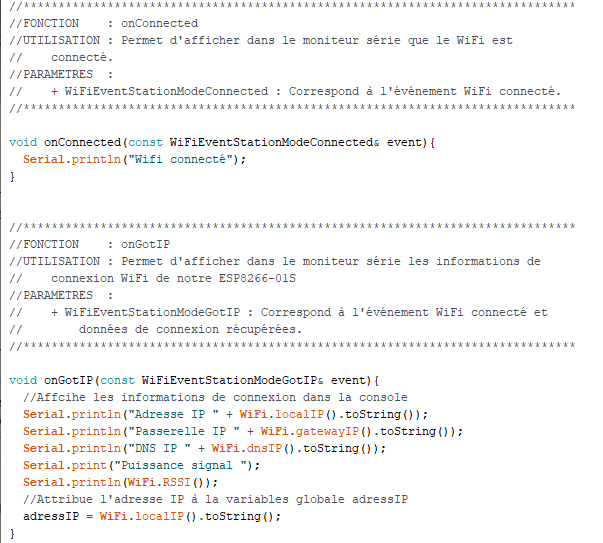 //*******************************************************************************
//FONCTION    : onConnected
//UTILISATION : Permet d'afficher dans le moniteur série que le WiFi est
//    connecté.
//PARAMETRES  :
//    + WiFiEventStationModeConnected : Correspond à l'événement WiFi connecté.
//*******************************************************************************
void onConnected(const WiFiEventStationModeConnected& event){
  Serial.println("Wifi connecté");
}
//*******************************************************************************
//FONCTION    : onGotIP
//UTILISATION : Permet d'afficher dans le moniteur série les informations de
//    connexion WiFi de notre ESP8266-01S
//PARAMETRES  :
//    + WiFiEventStationModeGotIP : Correspond à l'événement WiFi connecté et
//        données de connexion récupérées.
//*******************************************************************************
void onGotIP(const WiFiEventStationModeGotIP& event){
  //Affcihe les informations de connexion dans la console
  Serial.println("Adresse IP " + WiFi.localIP().toString());
  Serial.println("Passerelle IP " + WiFi.gatewayIP().toString());
  Serial.println("DNS IP " + WiFi.dnsIP().toString());
  Serial.print("Puissance signal ");
  Serial.println(WiFi.RSSI());
  //Attribue l'adresse IP à la variables globale adressIP
  adressIP = WiFi.localIP().toString();
}